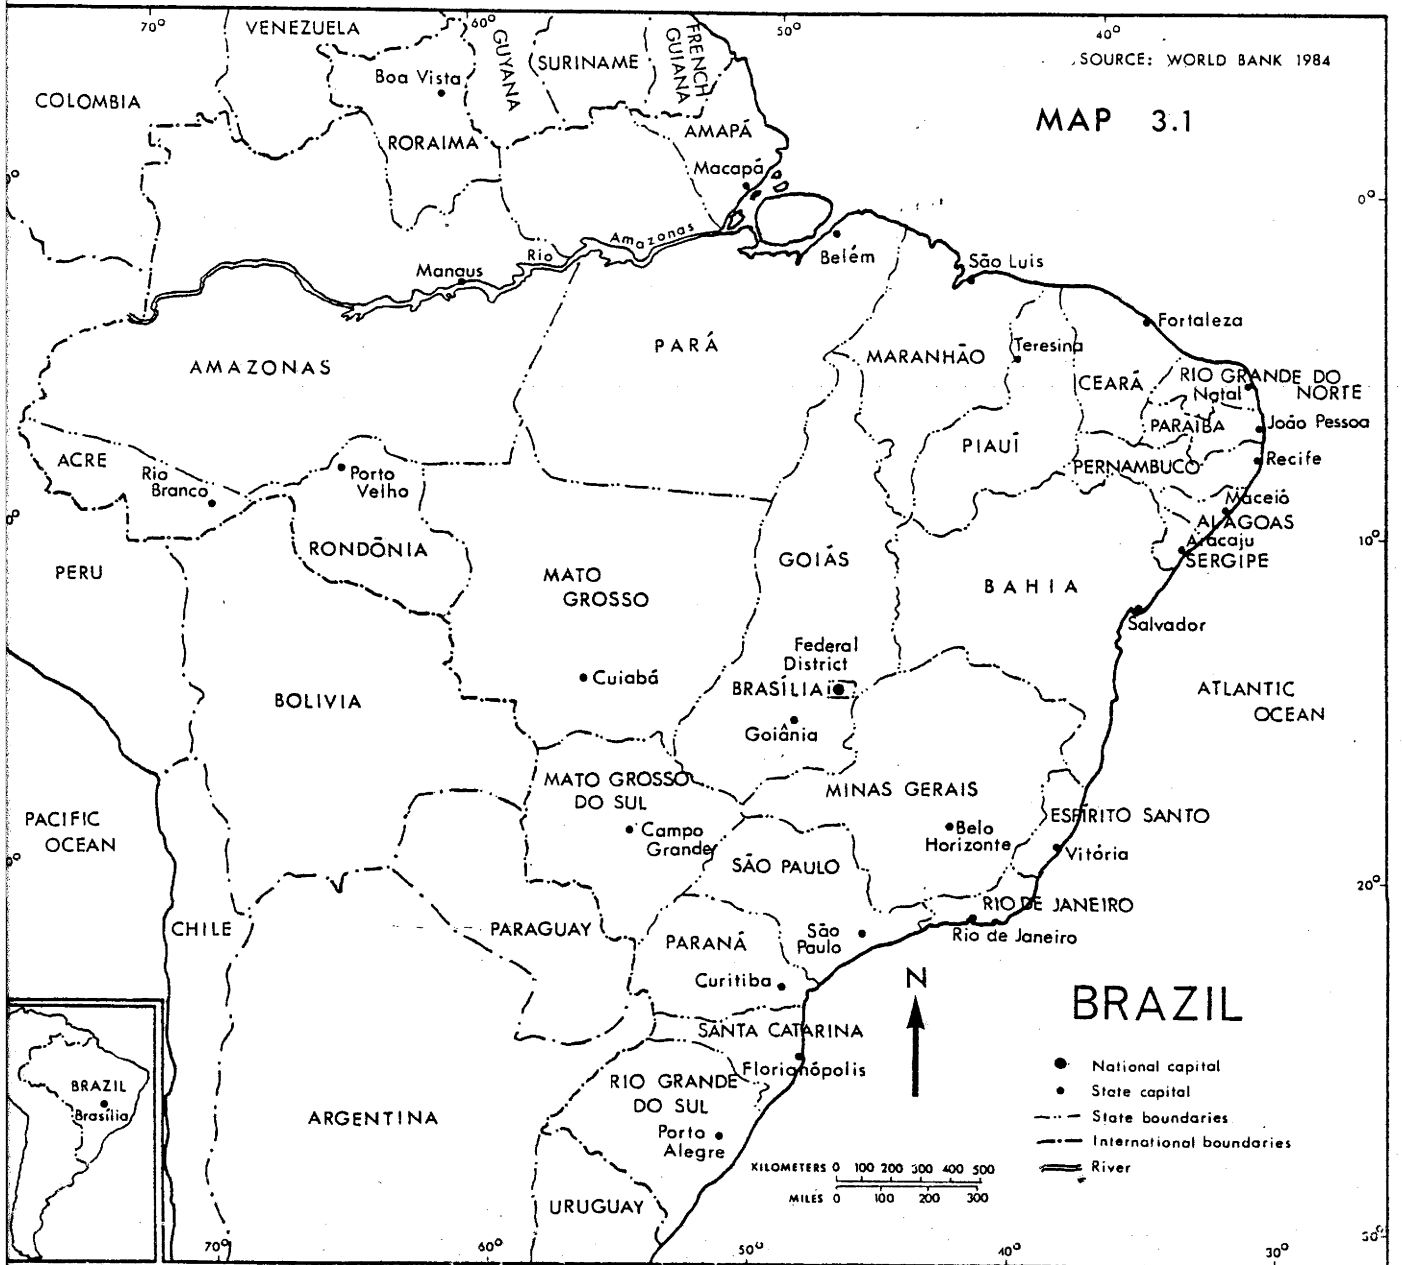 70°
60°
50°
40°
VENEZUELA
GUYANA
SURINAME
FRENCH
GUIANA
SOURCE: WORLD BANK 1984
MAP 3.1
COLOMBIA
Boa Vista
RORAIMA
AMAPÁ
Macapá
0°
Rio Amazonas
Belém
São Luis
Manaus
Fortaleza
AMAZONAS
PARÁ
MARANHÃO
Teresina
CEARÁ
RIO GRANDE DO
NORTE
Natal
PARAÍBA
João Pessoa
PIAUÍ
PERNAMBUCO
Recife
ACRE
Rio
Branco
Porto
Velho
Maceió
ALAGOAS
Aracaju
SERGIPE
10°
PERU
RONDÔNIA
MATO
GROSSO
GOIÁS
BAHIA
Salvador
Federal
District
BRASÍLIA
Cuiabá
Goiânia
BOLIVIA
ATLANTIC
OCEAN
MATO GROSSO
DO SUL
Campo
Grande
MINAS GERAIS
Belo
Horizonte
ESPÍRITO SANTO
Vitória
PACIFIC
OCEAN
SÃO PAULO
20°
RIO DE JANEIRO
Rio de Janeiro
São
Paulo
CHILE
PARAGUAY
PARANÁ
Curitiba
N
BRAZIL
SANTA CATARINA
Florianópolis
RIO GRANDE
DO SUL
Porto
Alegre
ARGENTINA
URUGUAY
BRAZIL
Brasília
National capital
State capital
State boundaries
International boundaries
River
KILOMETERS 0 100 200 300 400 500
MILES 0 100 200 300
70°
60°
50°
40°
30°
30°